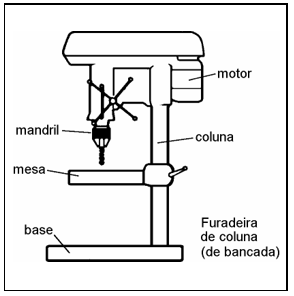 motor
mandril
coluna
mesa
base
Furadeira
de coluna
(de bancada)